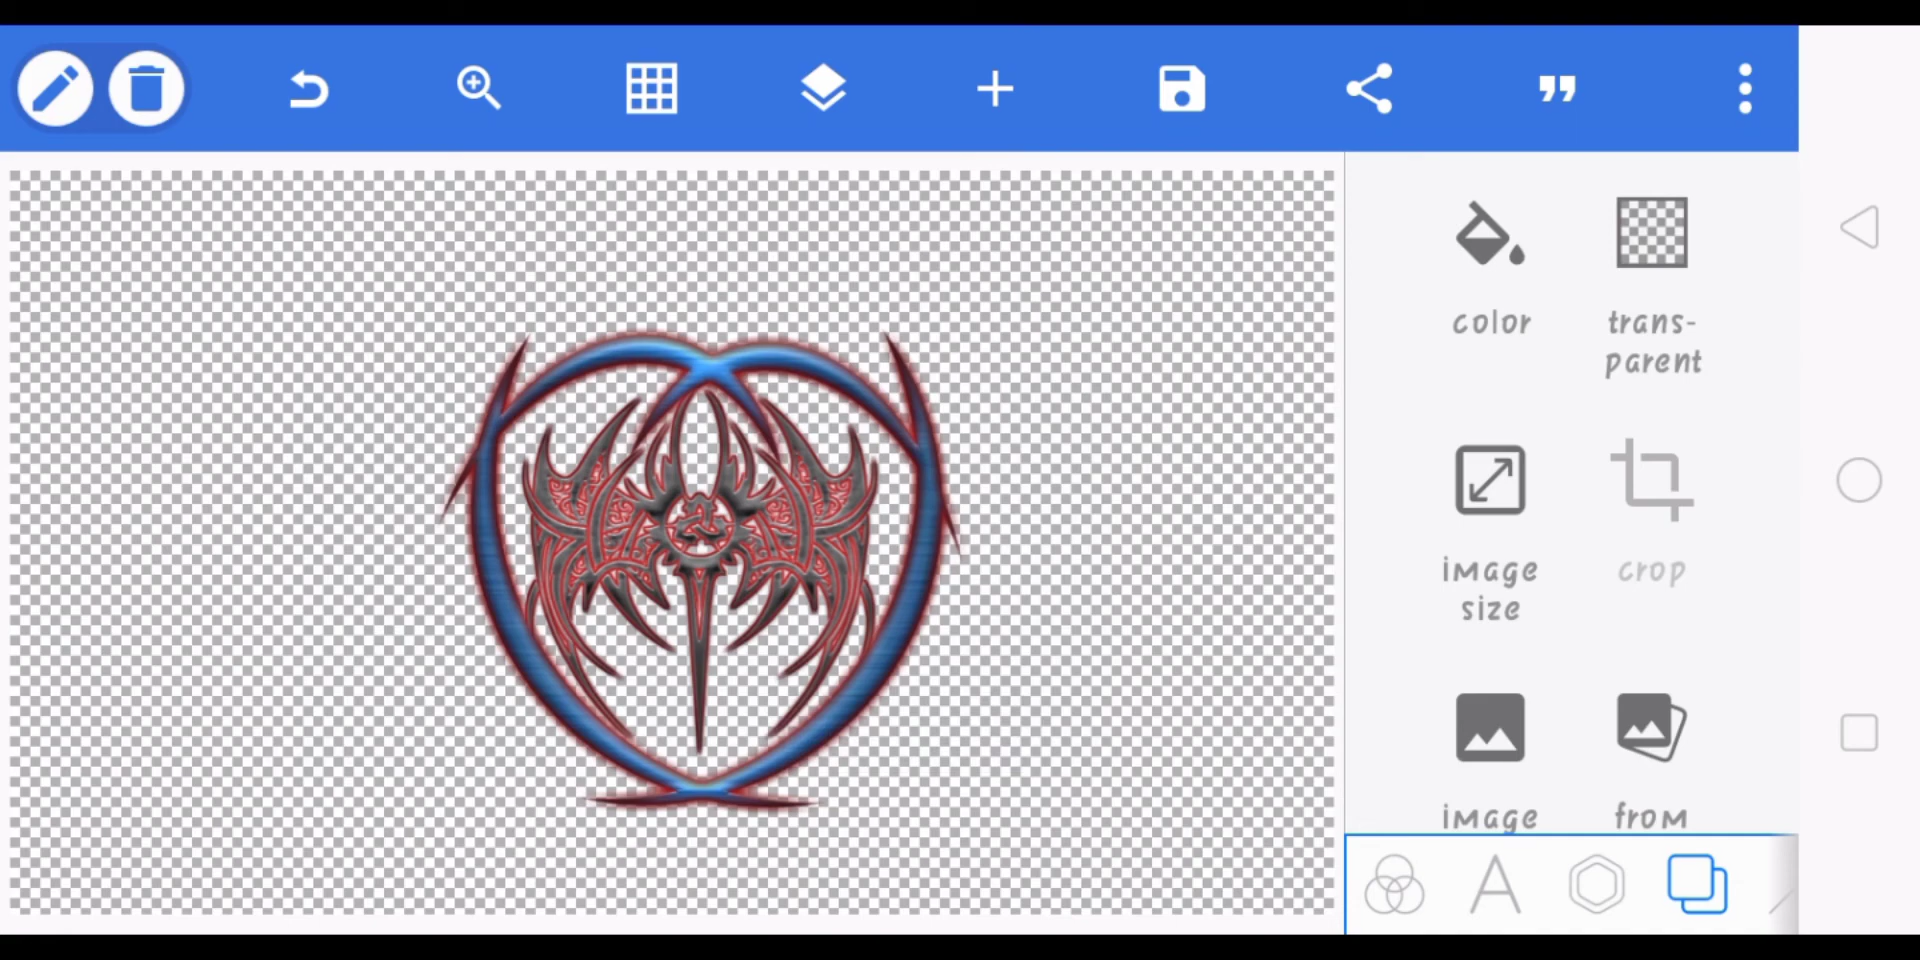 color
trans-
parent
image
size
crop
image
from